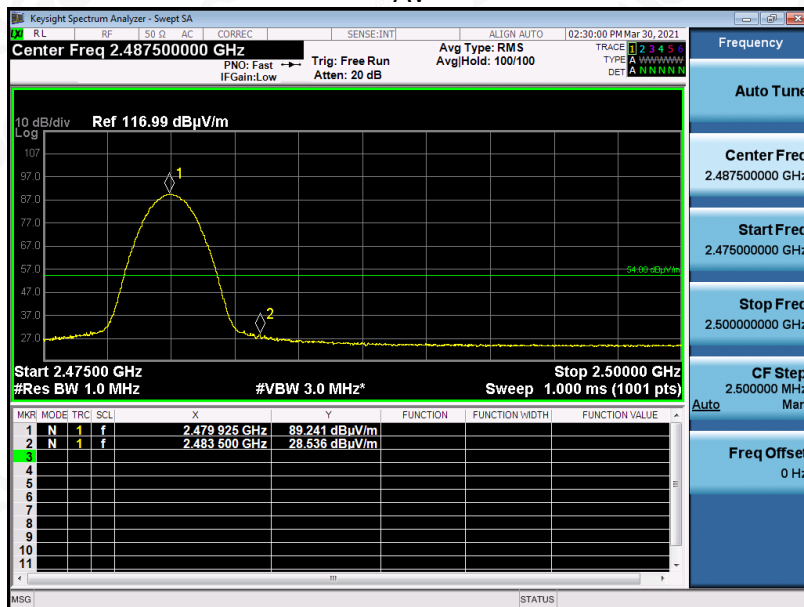 Keysight Spectrum Analyzer - Swept SA
LXI RL RF 50 Ω AC CORREC SENSE:INT ALIGN AUTO 02:30:00 PM Mar 30, 2021
Center Freq 2.487500000 GHz
PNO: Fast
IFGain:Low
Trig: Free Run
Atten: 20 dB
Avg Type: RMS
Avg|Hold: 100/100
TRACE 1 2 3 4 5 6
TYPE A WWWWW
DET A N N N N N
10 dB/div Ref 116.99 dBµV/m
Log
107
97.0
87.0
77.0
67.0
57.0
47.0
37.0
27.0
1
2
54.00 dBµV/m
Start 2.47500 GHz Stop 2.50000 GHz
#Res BW 1.0 MHz #VBW 3.0 MHz* Sweep 1.000 ms (1001 pts)
MKR MODE TRC SCL X Y FUNCTION FUNCTION WIDTH FUNCTION VALUE
1 N 1 f 2.479 925 GHz 89.241 dBµV/m
2 N 1 f 2.483 500 GHz 28.536 dBµV/m
3
4
5
6
7
8
9
10
11
MSG STATUS
Frequency
Auto Tune
Center Freq
2.487500000 GHz
Start Freq
2.475000000 GHz
Stop Freq
2.500000000 GHz
CF Step
2.500000 MHz
Auto Man
Freq Offset
0 Hz